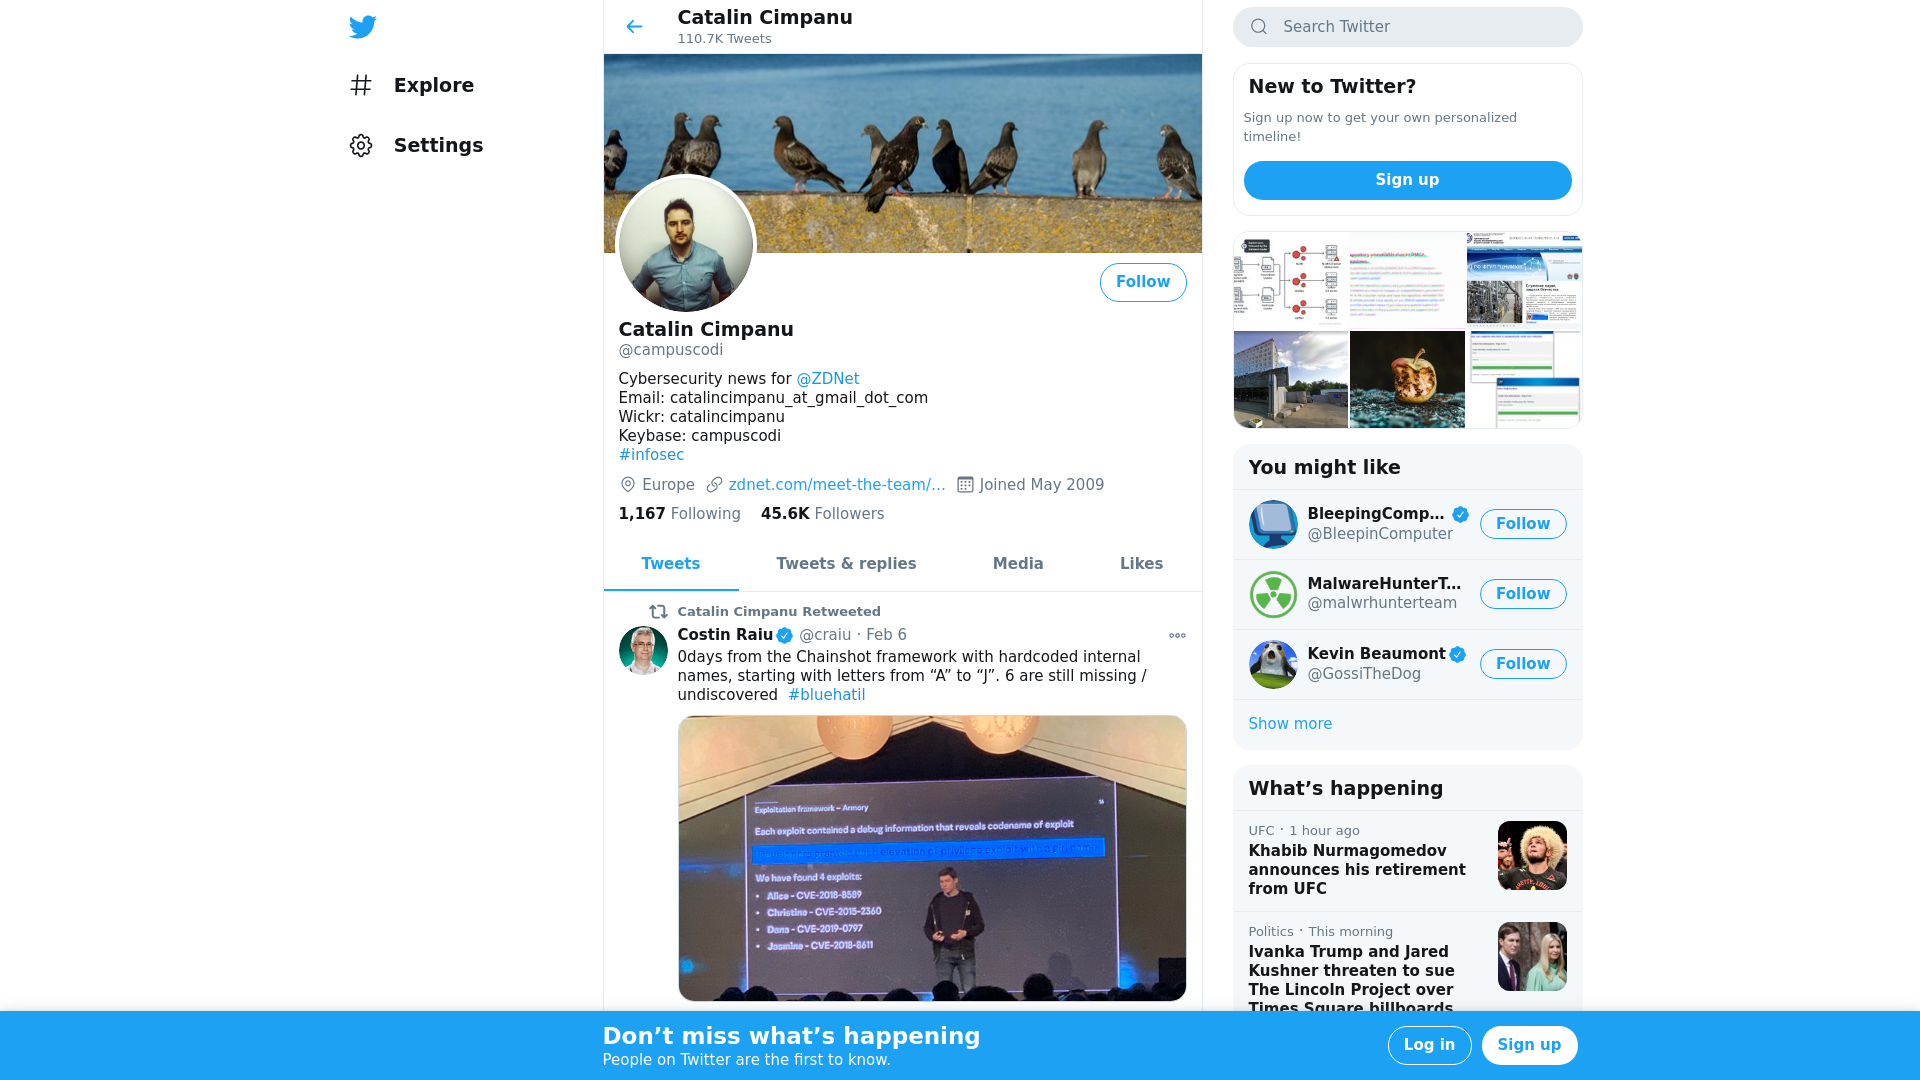 Explore
Settings
Catalin Cimpanu
110.7K Tweets
Follow
Catalin Cimpanu
@campuscodi
Cybersecurity news for @ZDNet
Email: catalincimpanu_at_gmail_dot_com
Wickr: catalincimpanu
Keybase: campuscodi
#infosec
Europe
zdnet.com/meet-the-team/…
Joined May 2009
1,167 Following
45.6K Followers
Tweets
Tweets & replies
Media
Likes
Catalin Cimpanu Retweeted
Costin Raiu @craiu · Feb 6
0days from the Chainshot framework with hardcoded internal
names, starting with letters from “A” to “J”. 6 are still missing /
undiscovered #bluehatil
Exploitation framework – Armory
Each exploit contained a debug information that reveals codename of exploit
We have found 4 exploits:
• Alice - CVE-2018-8589
• Christine - CVE-2015-2360
• Dana - CVE-2019-0797
• Jasmine - CVE-2018-8611
Search Twitter
New to Twitter?
Sign up now to get your own personalized
timeline!
Sign up
You might like
BleepingComp…
@BleepinComputer
Follow
MalwareHunterT…
@malwrhunterteam
Follow
Kevin Beaumont
@GossiTheDog
Follow
Show more
What’s happening
UFC · 1 hour ago
Khabib Nurmagomedov
announces his retirement
from UFC
Politics · This morning
Ivanka Trump and Jared
Kushner threaten to sue
The Lincoln Project over
Times Square billboards
Don’t miss what’s happening
People on Twitter are the first to know.
Log in
Sign up